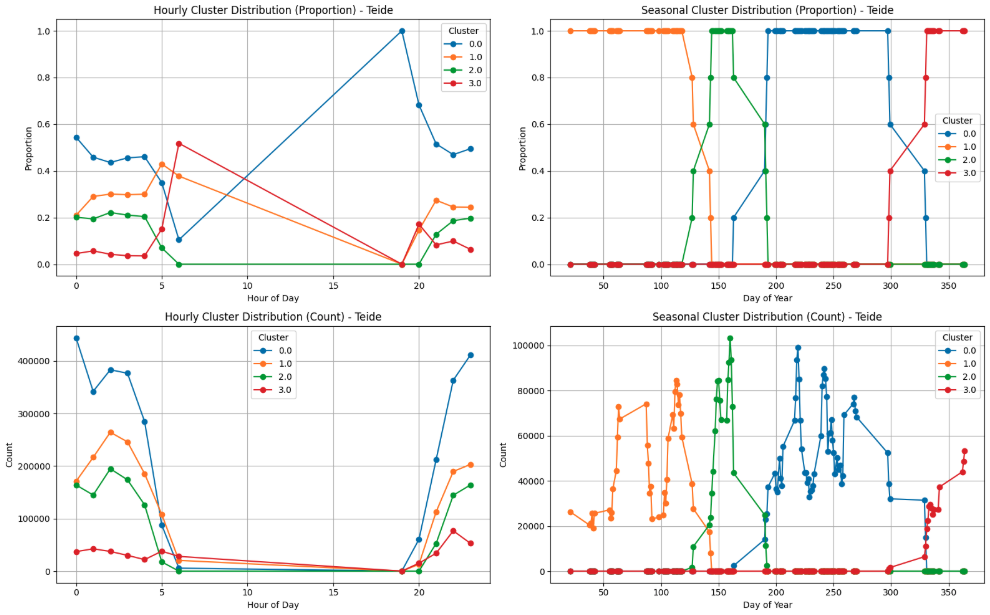 Hourly Cluster Distribution (Proportion) - Teide
Cluster
0.0
1.0
2.0
3.0
Proportion
1.0
0.8
0.6
0.4
0.2
0.0
0 5 10 15 20
Hour of Day
Seasonal Cluster Distribution (Proportion) - Teide
Cluster
0.0
1.0
2.0
3.0
Proportion
1.0
0.8
0.6
0.4
0.2
0.0
50 100 150 200 250 300 350
Day of Year
Hourly Cluster Distribution (Count) - Teide
Cluster
0.0
1.0
2.0
3.0
Count
400000
300000
200000
100000
0
0 5 10 15 20
Hour of Day
Seasonal Cluster Distribution (Count) - Teide
Cluster
0.0
1.0
2.0
3.0
Count
100000
80000
60000
40000
20000
0
50 100 150 200 250 300 350
Day of Year